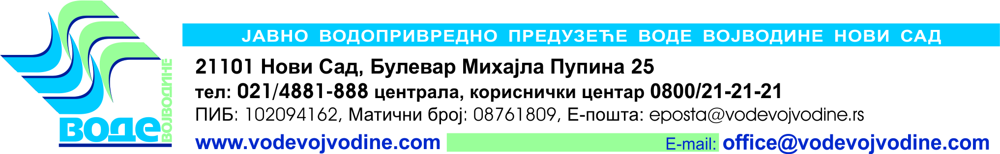 ЈАВНО ВОДОПРИВРЕДНО ПРЕДУЗЕЋЕ ВОДЕ ВОЈВОДИНЕ НОВИ САД
21101 Нови Сад, Булевар Михајла Пупина 25
тел: 021/4881-888 централа, кориснички центар 0800/21-21-21
ПИБ: 102094162, Матични број: 08761809, Е-пошта: eposta@vodevojvodine.rs
www.vodevojvodine.com E-mail: office@vodevojvodine.com
ВОДЕ
ВОЈВОДИНЕ